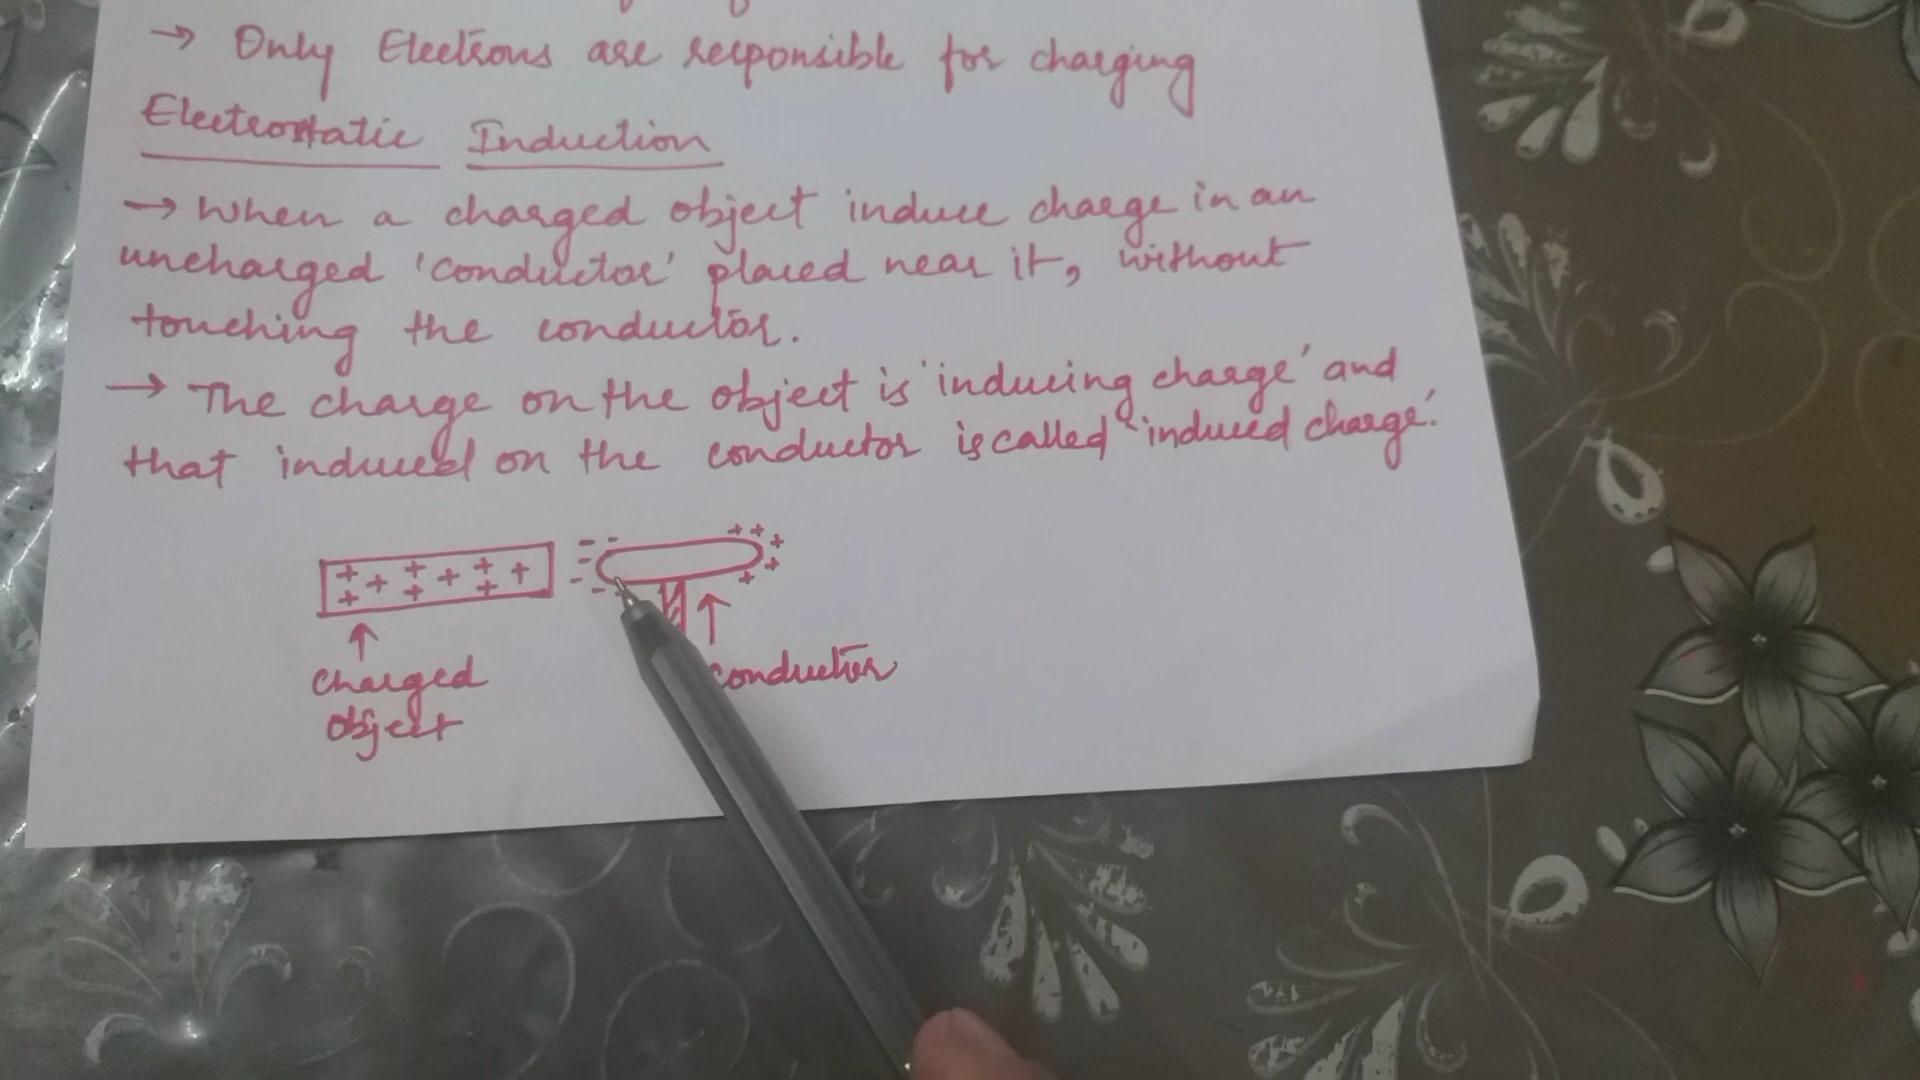 → Only Electrons are responsible for charging
Electrostatic Induction
→ When a charged object induce charge in an
uncharged 'conductor' placed near it, without
touching the conductor.
→ The charge on the object is 'inducing charge' and
that induced on the conductor is called 'induced charge'.
Charged
object
conductor